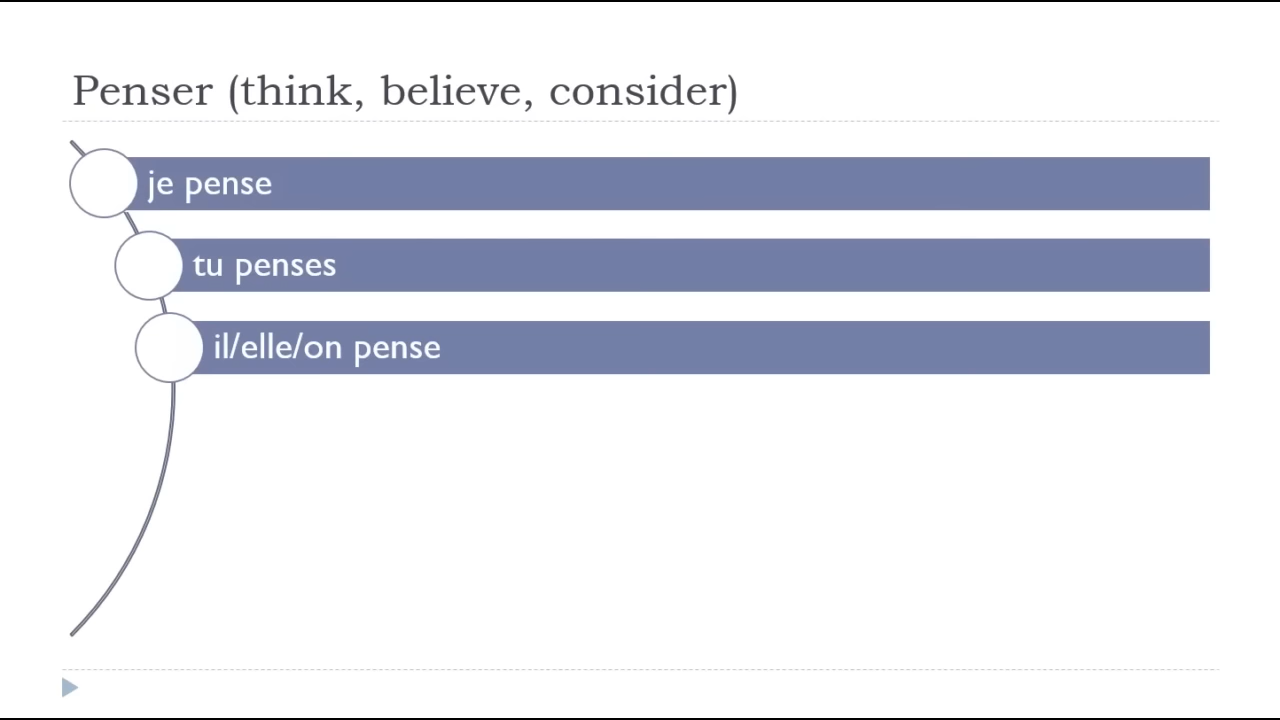 Penser (think, believe, consider)
je pense
tu penses
il/elle/on pense